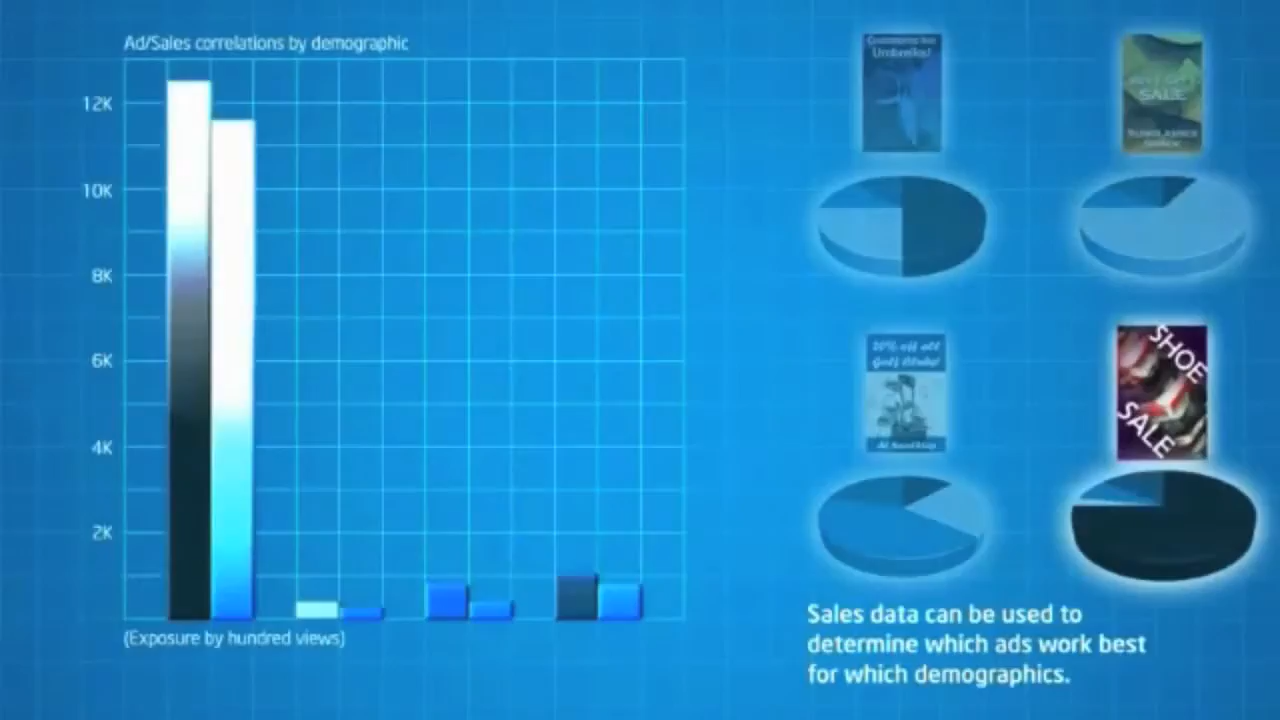 Ad/Sales correlations by demographic
12K
10K
8K
6K
4K
2K
(Exposure by hundred views)
Umbrellas!
SALE
20% off all
Golf Clubs!
SHOE
SALE
Sales data can be used to
determine which ads work best
for which demographics.